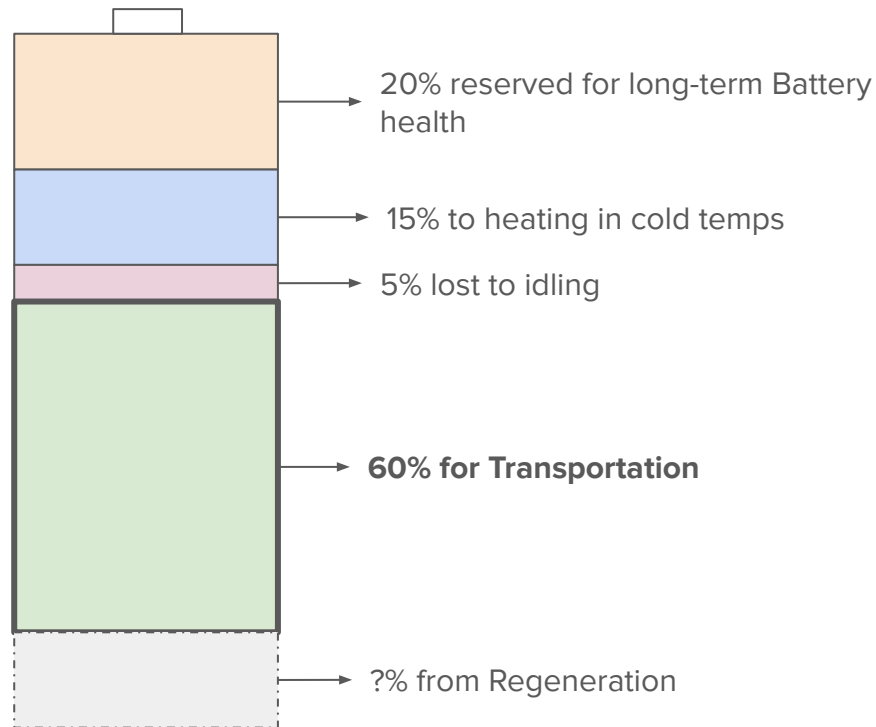 20% reserved for long-term Battery
health
15% to heating in cold temps
5% lost to idling
60% for Transportation
?% from Regeneration